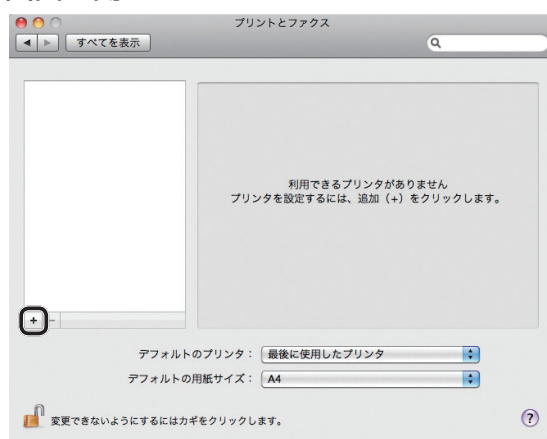 プリントとファクス
すべてを表示
利用できるプリンタがありません
プリンタを設定するには、追加（+）をクリックします。
+ −
デフォルトのプリンタ： 最後に使用したプリンタ
デフォルトの用紙サイズ： A4
変更できないようにするにはカギをクリックします。
?